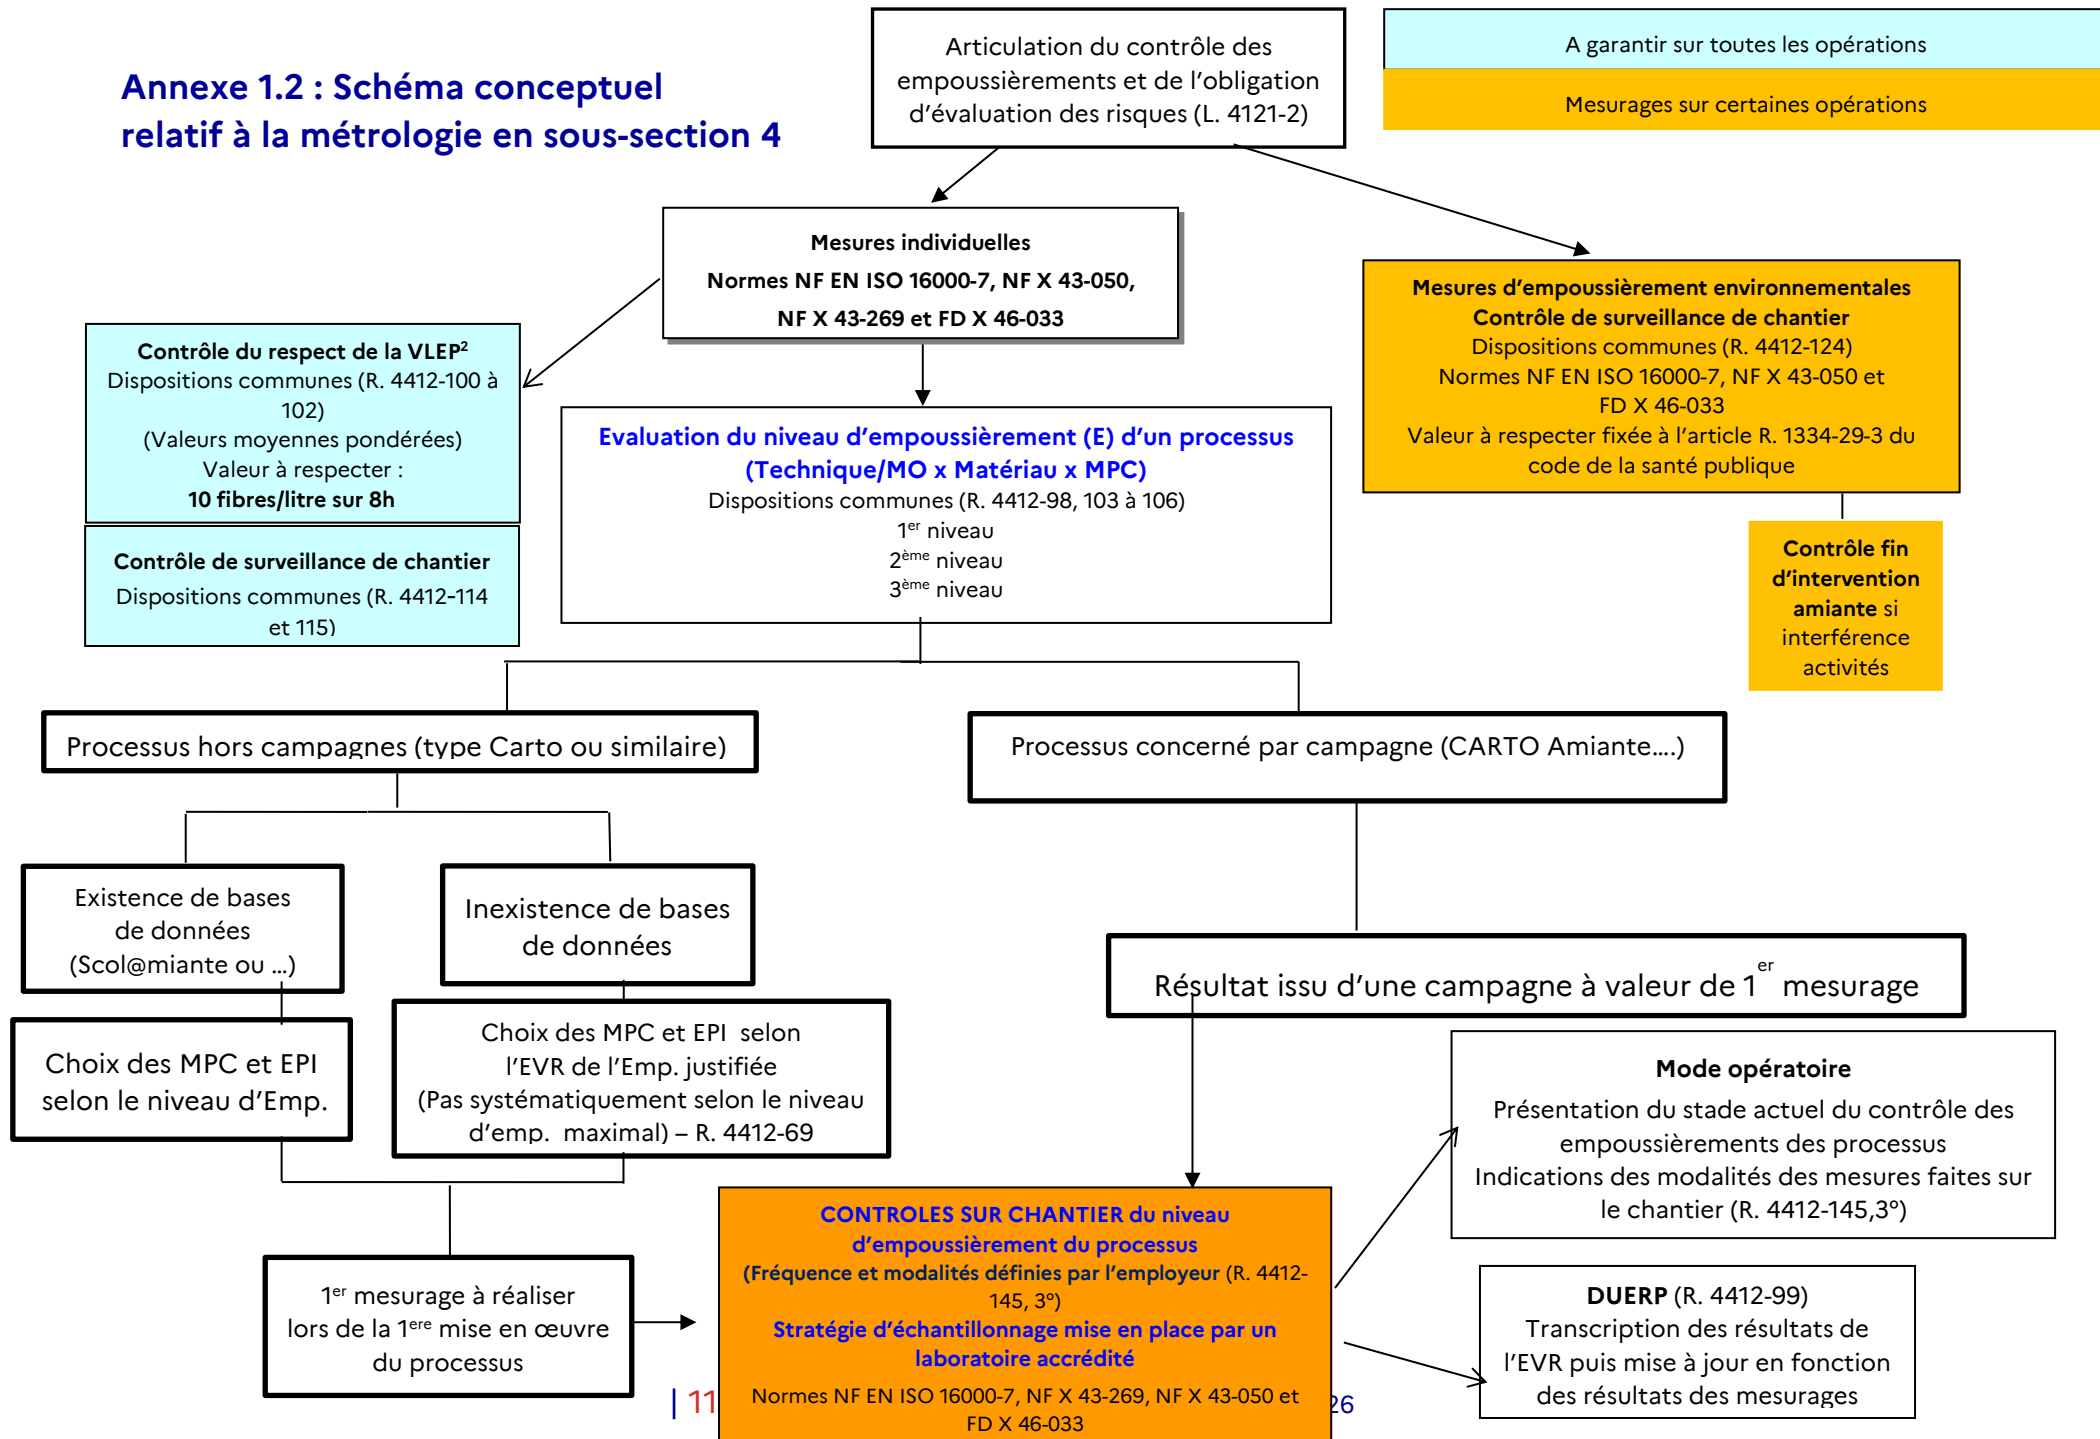 Annexe 1.2 : Schéma conceptuel
relatif à la métrologie en sous-section 4
Articulation du contrôle des
empoussièrements et de l’obligation
d’évaluation des risques (L. 4121-2)
A garantir sur toutes les opérations
Mesurages sur certaines opérations
Mesures individuelles
Normes NF EN ISO 16000-7, NF X 43-050,
NF X 43-269 et FD X 46-033
Mesures d’empoussièrement environnementales
Contrôle de surveillance de chantier
Dispositions communes (R. 4412-124)
Normes NF EN ISO 16000-7, NF X 43-050 et
FD X 46-033
Valeur à respecter fixée à l’article R. 1334-29-3 du
code de la santé publique
Contrôle du respect de la VLEP²
Dispositions communes (R. 4412-100 à
102)
(Valeurs moyennes pondérées)
Valeur à respecter :
10 fibres/litre sur 8h
Contrôle de surveillance de chantier
Dispositions communes (R. 4412-114
et 115)
Evaluation du niveau d’empoussièrement (E) d’un processus
(Technique/MO x Matériau x MPC)
Dispositions communes (R. 4412-98, 103 à 106)
1er niveau
2ème niveau
3ème niveau
Contrôle fin
d’intervention
amiante si
interférence
activités
Processus hors campagnes (type Carto ou similaire)
Processus concerné par campagne (CARTO Amiante....)
Existence de bases
de données
(Scol@miante ou ...)
Inexistence de bases
de données
Résultat issu d’une campagne à valeur de 1er mesurage
Choix des MPC et EPI
selon le niveau d’Emp.
Choix des MPC et EPI selon
l’EVR de l’Emp. justifiée
(Pas systématiquement selon le niveau
d’emp. maximal) – R. 4412-69
Mode opératoire
Présentation du stade actuel du contrôle des
empoussièrements des processus
Indications des modalités des mesures faites sur
le chantier (R. 4412-145,3°)
1er mesurage à réaliser
lors de la 1ere mise en œuvre
du processus
CONTROLES SUR CHANTIER du niveau
d’empoussièrement du processus
(Fréquence et modalités définies par l’employeur (R. 4412-
145, 3°)
Stratégie d’échantillonnage mise en place par un
laboratoire accrédité
Normes NF EN ISO 16000-7, NF X 43-269, NF X 43-050 et
FD X 46-033
DUERP (R. 4412-99)
Transcription des résultats de
l’EVR puis mise à jour en fonction
des résultats des mesurages
| 11
26